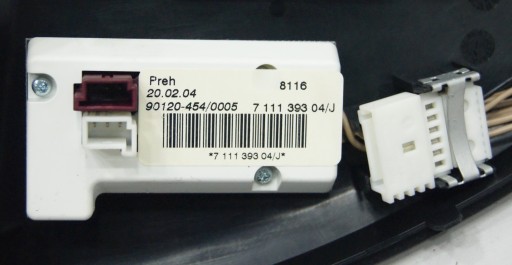 Preh 8116
20.02.04
90120-454/0005 7 111 393 04/J
*7 111 393 04/J*